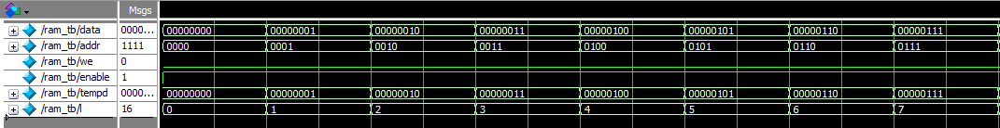 Msgs
/ram_tb/data 0000... 00000000 00000001 00000010 00000011 00000100 00000101 00000110 00000111
/ram_tb/addr 1111 0000 0001 0010 0011 0100 0101 0110 0111
/ram_tb/we 0
/ram_tb/enable 1
/ram_tb/tempd 0000... 00000000 00000001 00000010 00000011 00000100 00000101 00000110 00000111
/ram_tb/l 16 0 1 2 3 4 5 6 7